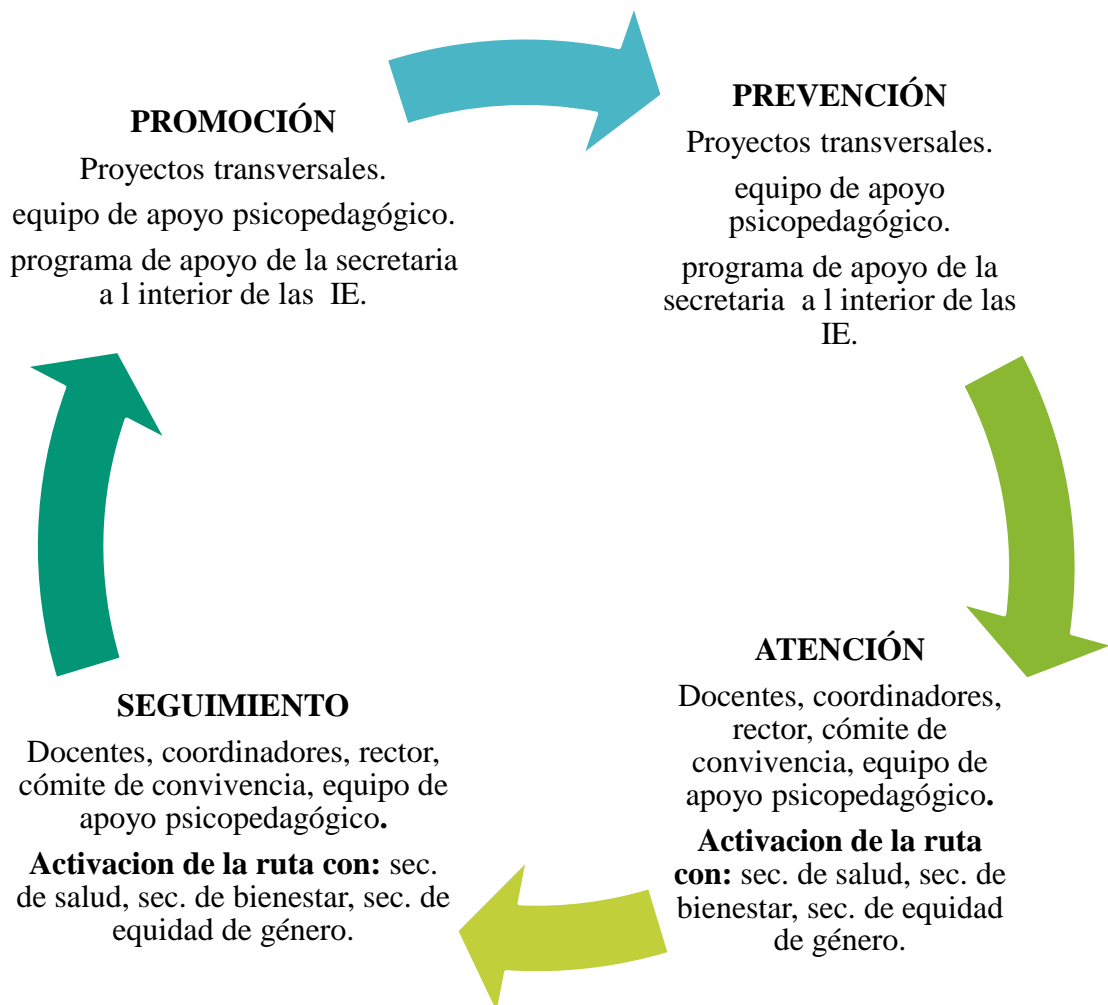 PROMOCIÓN
Proyectos transversales.
equipo de apoyo psicopedagógico.
programa de apoyo de la secretaria
a l interior de las  IE.
PREVENCIÓN
Proyectos transversales.
equipo de apoyo
psicopedagógico.
programa de apoyo de la
secretaria  a l interior de las
IE.
ATENCIÓN
Docentes, coordinadores,
rector, cómite de
convivencia, equipo de
apoyo psicopedagógico.
Activacion de la ruta
con: sec. de salud, sec. de
bienestar, sec. de equidad
de género.
SEGUIMIENTO
Docentes, coordinadores, rector,
cómite de convivencia, equipo de
apoyo psicopedagógico.
Activacion de la ruta con: sec.
de salud, sec. de bienestar, sec. de
equidad de género.